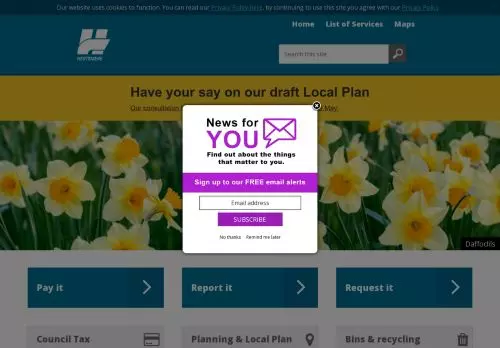 Our website uses cookies to function. You can read our Privacy Policy here, by continuing to use this site you agree with our Privacy Policy
Home List of Services Maps
HERTSMERE
Search this site
Have your say on our draft Local Plan
Our consultation May.
News for
YOU
Find out about the things
that matter to you.
Sign up to our FREE email alerts
Email address
SUBSCRIBE
No thanks Remind me later
Daffodils
Pay it Report it Request it
Council Tax Planning & Local Plan Bins & recycling